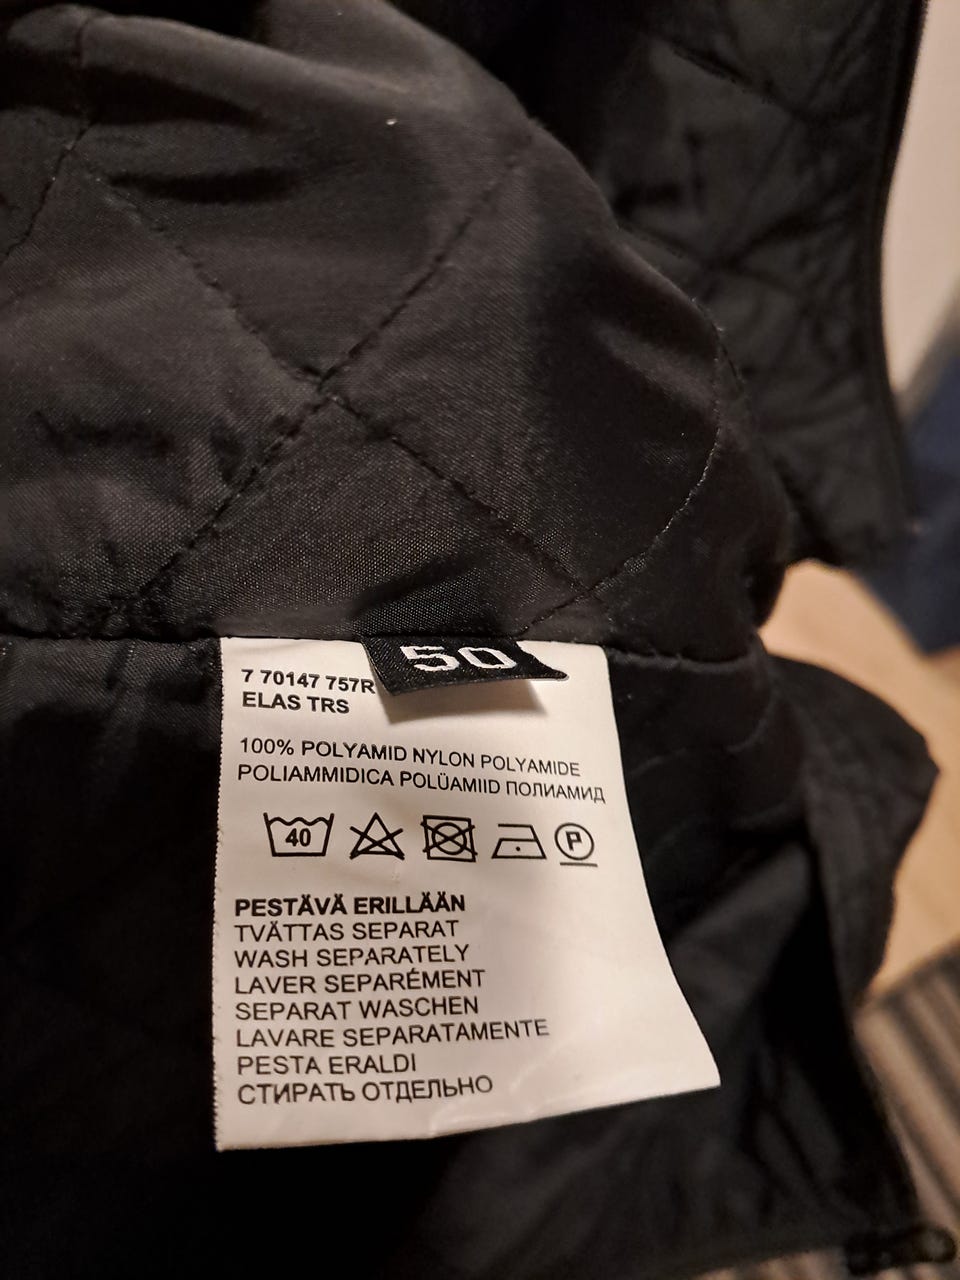 50
7 70147 757R
ELAS TRS
100% POLYAMID NYLON POLYAMIDE
POLIAMMIDICA POLÜAMIID ПОЛИАМИД
40 P
PESTÄVÄ ERILLÄÄN
TVÄTTAS SEPARAT
WASH SEPARATELY
LAVER SEPARÉMENT
SEPARAT WASCHEN
LAVARE SEPARATAMENTE
PESTA ERALDI
СТИРАТЬ ОТДЕЛЬНО